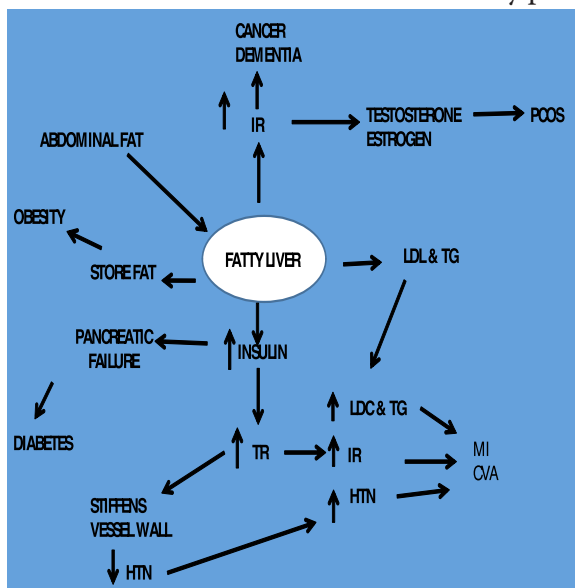 CANCER
DEMENTIA
IR
TESTOSTERONE
ESTROGEN
PCOS
ABDOMINAL FAT
OBESITY
FATTY LIVER
LDL & TG
STORE FAT
PANCREATIC
FAILURE
INSULIN
LDC & TG
DIABETES
TR
IR
MI
CVA
HTN
STIFFENS
VESSEL WALL
HTN